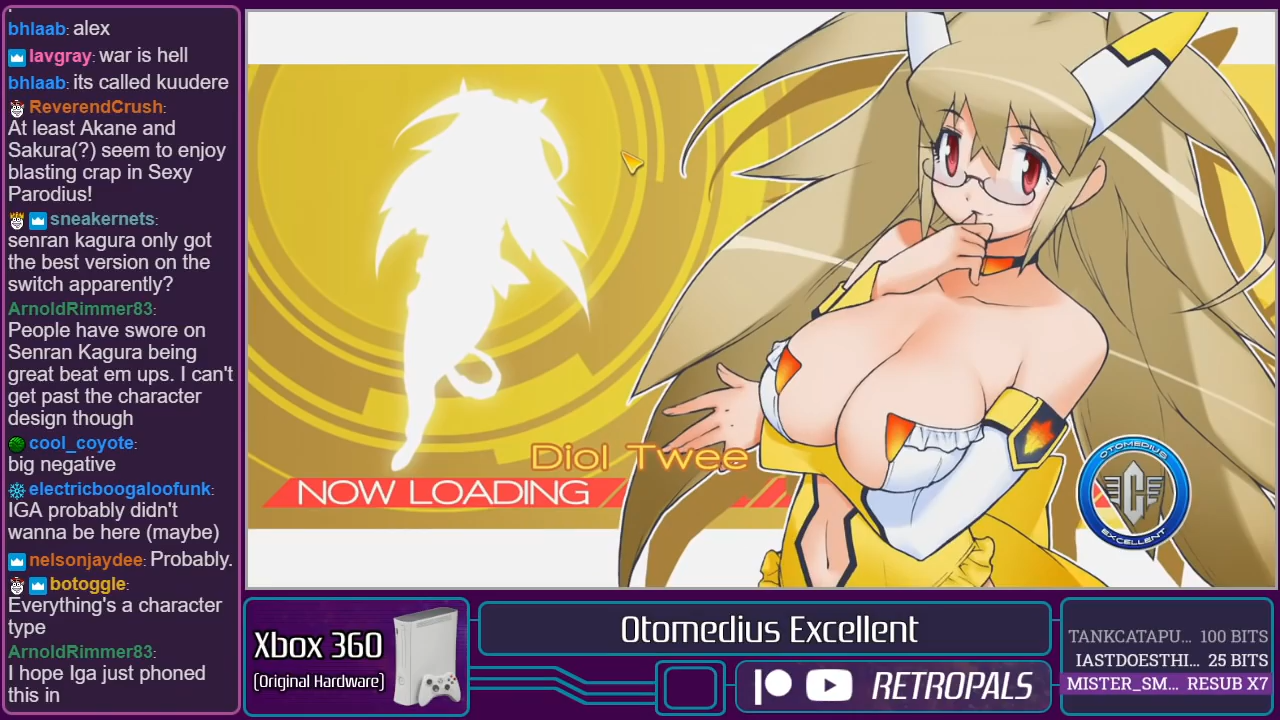 bhlaab: alex
lavgray: war is hell
bhlaab: its called kuudere
ReverendCrush:
At least Akane and
Sakura(?) seem to enjoy
blasting crap in Sexy
Parodius!
sneakernets:
senran kagura only got
the best version on the
switch apparently?
ArnoldRimmer83:
People have swore on
Senran Kagura being
great beat em ups. I can't
get past the character
design though
cool_coyote:
big negative
electricboogaloofunk:
IGA probably didn't
wanna be here (maybe)
nelsonjaydee: Probably.
botoggle:
Everything's a character
type
ArnoldRimmer83:
I hope Iga just phoned
this in
Diol Twee
NOW LOADING
OTOMEDIUS
EXCELLENT
Xbox 360
(Original Hardware)
Otomedius Excellent
RETROPALS
TANKCATAPU... 100 BITS
IASTDOESTHI... 25 BITS
MISTER_SM... RESUB X7